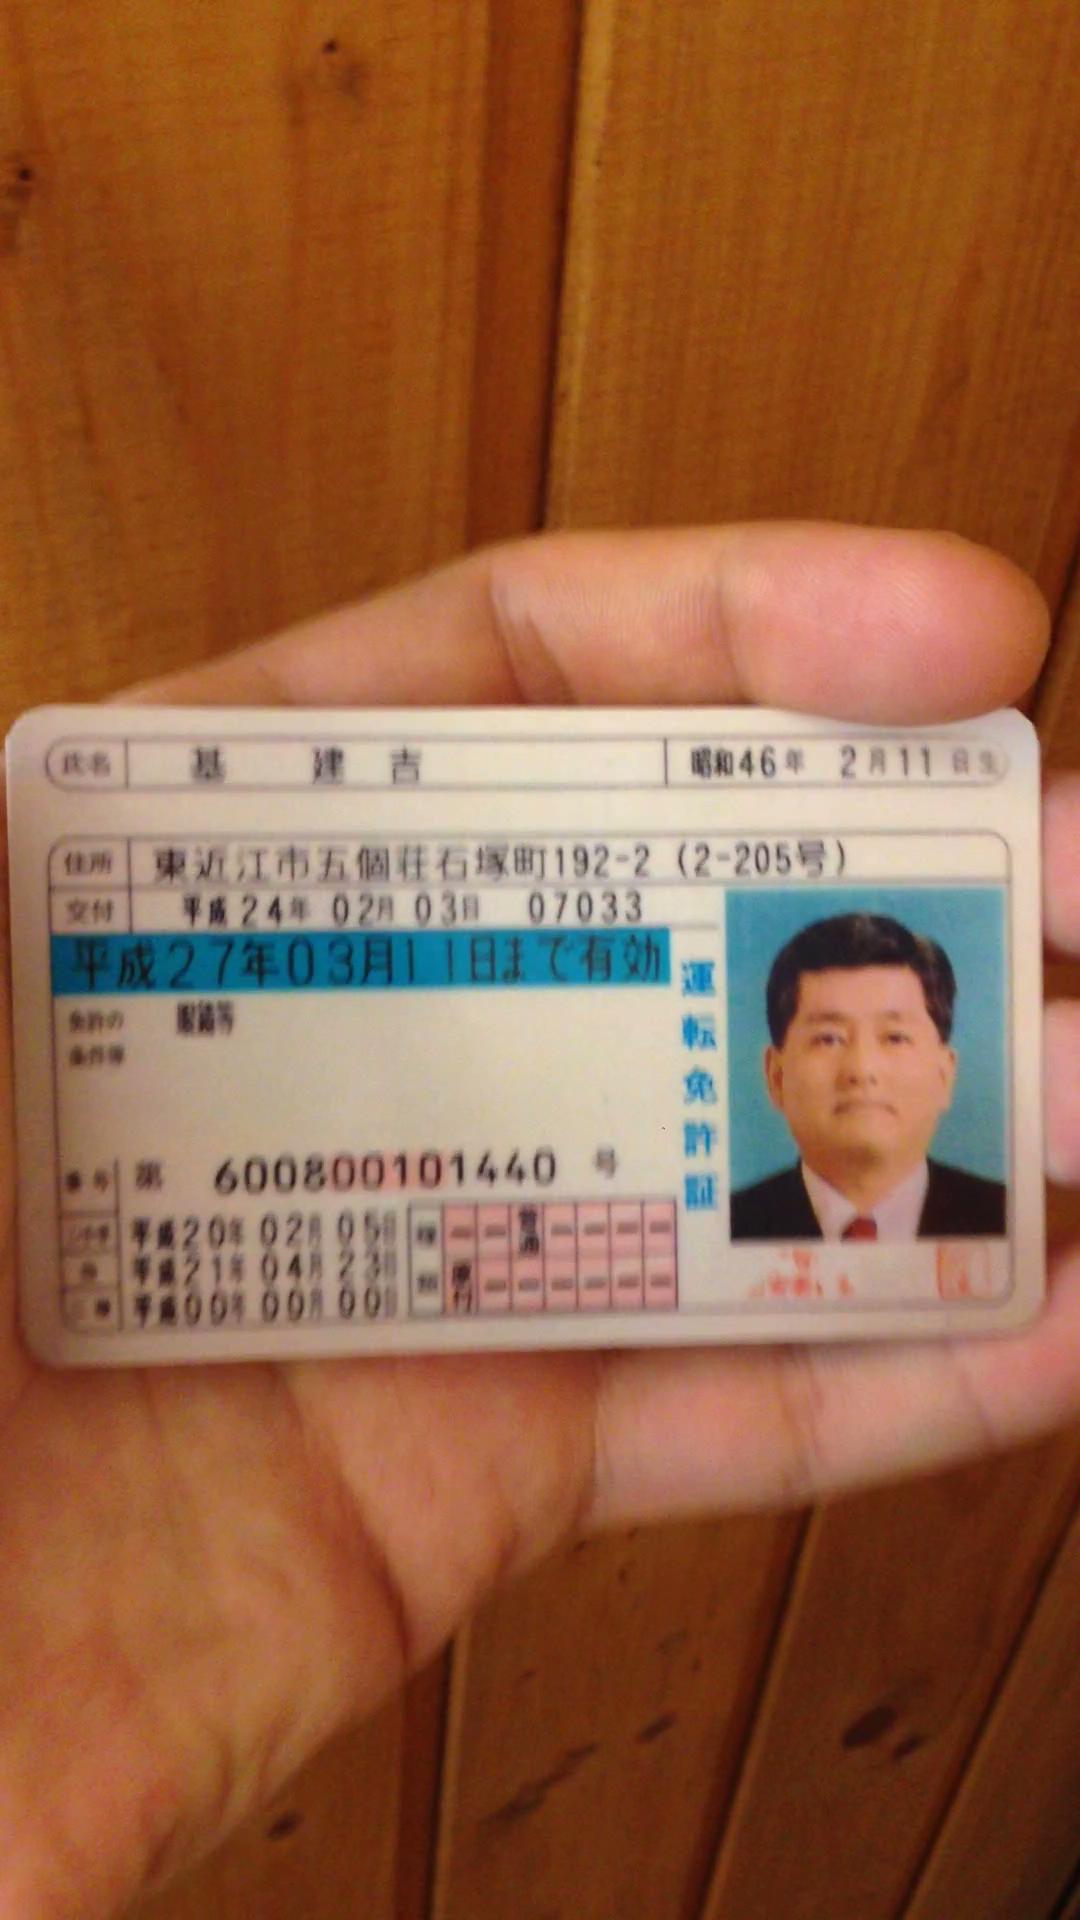 氏名 基 建吉 昭和46年 2月11日生
住所 東近江市五個荘石塚町192-2 (2-205号)
交付 平成24年 02月 03日 07033
平成27年03月11日まで有効
免許の 眼鏡等
条件等
運転免許証
番号 第 600800101440 号
平成20年 02月 05日
他 平成21年 04月 23日
二種 平成00年 00月 00日
種類
普通
原付